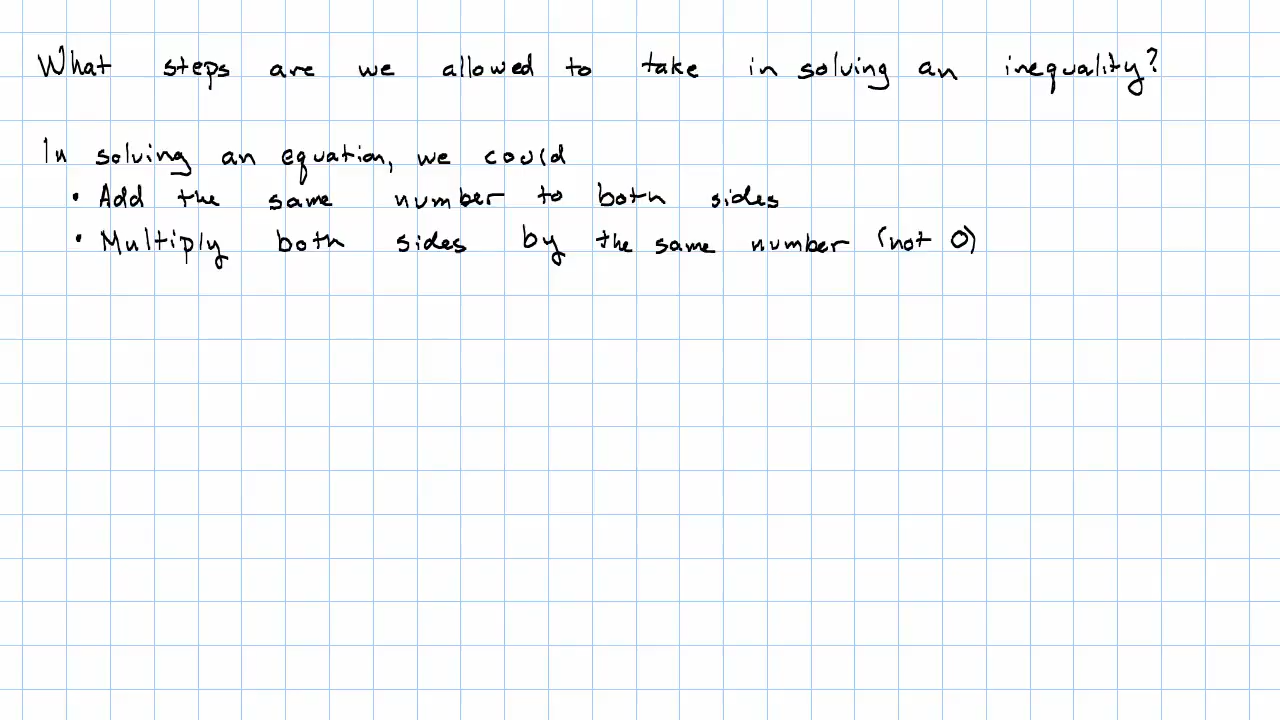 What steps are we allowed to take in solving an inequality?
In solving an equation, we could
• Add the same number to both sides
• Multiply both sides by the same number (not 0)